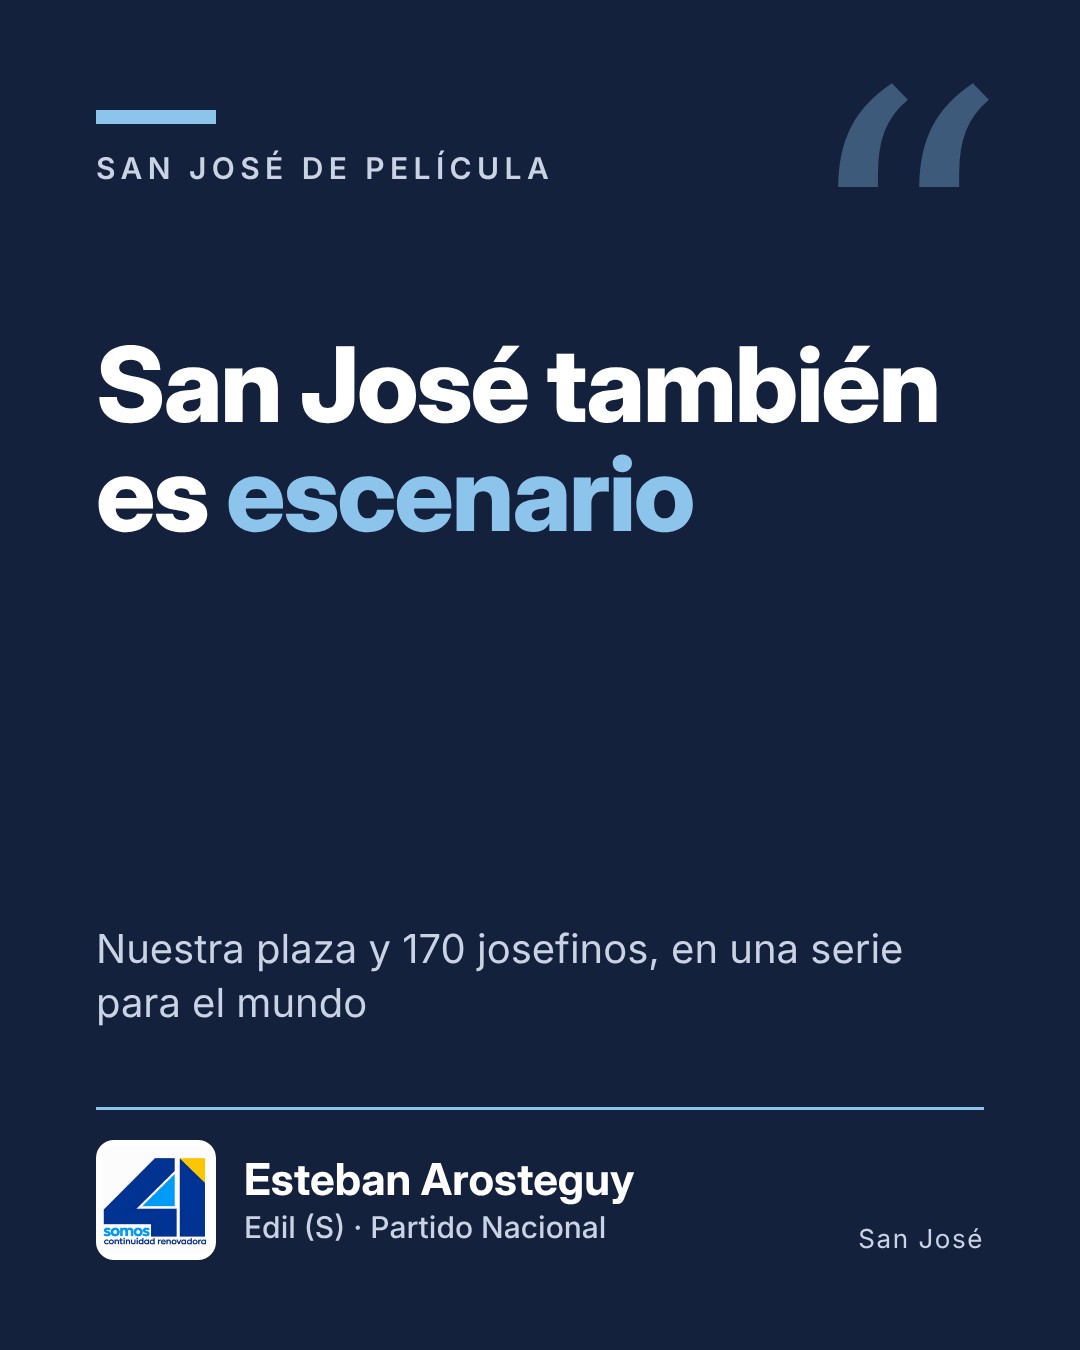 SAN JOSÉ DE PELÍCULA
“
San José también
es escenario
Nuestra plaza y 170 josefinos, en una serie
para el mundo
41
somos
continuidad renovadora
Esteban Arosteguy
Edil (S) · Partido Nacional
San José